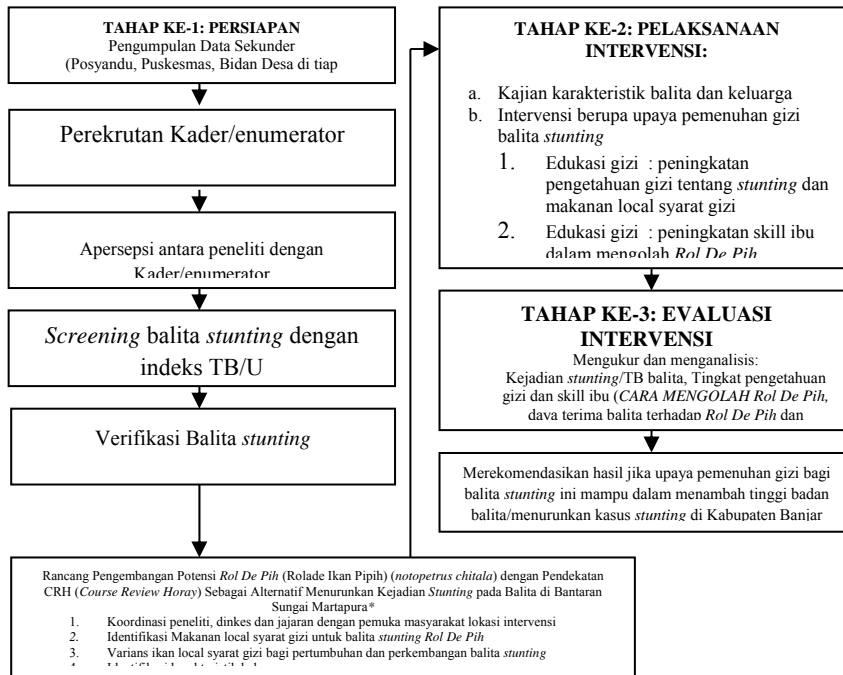 TAHAP KE-1: PERSIAPAN
Pengumpulan Data Sekunder
(Posyandu, Puskesmas, Bidan Desa di tiap
Perekrutan Kader/enumerator
Apersepsi antara peneliti dengan
Kader/enumerator
Screening balita stunting dengan
indeks TB/U
Verifikasi Balita stunting
Rancang Pengembangan Potensi Rol De Pih (Rolade Ikan Pipih) (notopetrus chitala) dengan Pendekatan
CRH (Course Review Horay) Sebagai Alternatif Menurunkan Kejadian Stunting pada Balita di Bantaran
Sungai Martapura*
1. Koordinasi peneliti, dinkes dan jajaran dengan pemuka masyarakat lokasi intervensi
2. Identifikasi Makanan local syarat gizi untuk balita stunting Rol De Pih
3. Varians ikan local syarat gizi bagi pertumbuhan dan perkembangan balita stunting
TAHAP KE-2: PELAKSANAAN
INTERVENSI:
a. Kajian karakteristik balita dan keluarga
b. Intervensi berupa upaya pemenuhan gizi
balita stunting
1. Edukasi gizi : peningkatan
pengetahuan gizi tentang stunting dan
makanan local syarat gizi
2. Edukasi gizi : peningkatan skill ibu
dalam mengolah Rol De Pih
TAHAP KE-3: EVALUASI
INTERVENSI
Mengukur dan menganalisis:
Kejadian stunting/TB balita, Tingkat pengetahuan
gizi dan skill ibu (CARA MENGOLAH Rol De Pih,
daya terima balita terhadap Rol De Pih dan
Merekomendasikan hasil jika upaya pemenuhan gizi bagi
balita stunting ini mampu dalam menambah tinggi badan
balita/menurunkan kasus stunting di Kabupaten Banjar